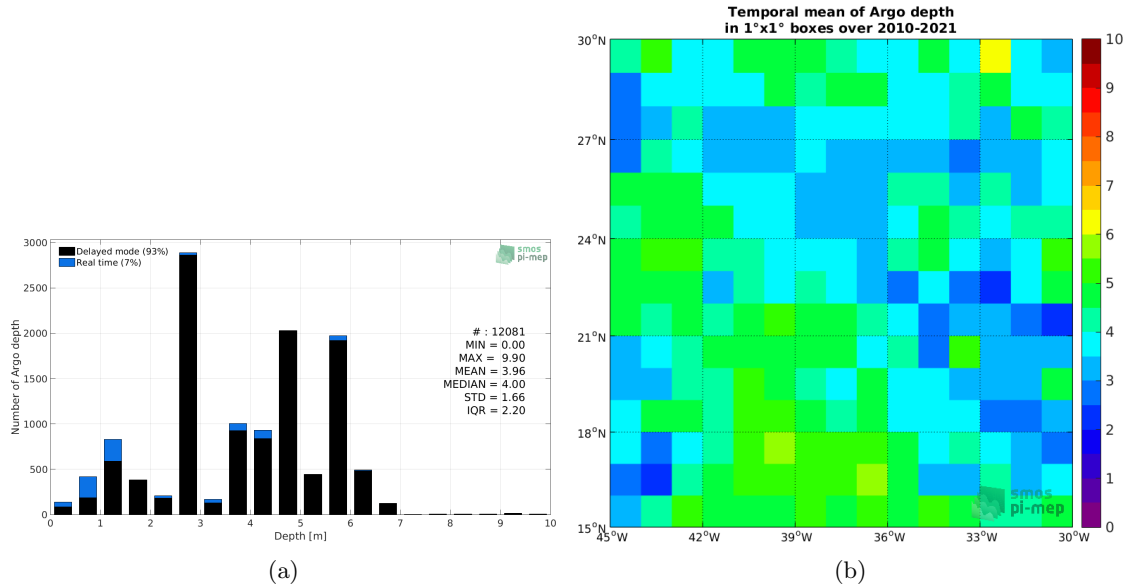 Temporal mean of Argo depth
in 1°x1° boxes over 2010-2021
Delayed mode (93%)
Real time (7%)
smos
pi-mep
# : 12081
MIN = 0.00
MAX = 9.90
MEAN = 3.96
MEDIAN = 4.00
STD = 1.66
IQR = 2.20
Number of Argo depth
3000
2500
2000
1500
1000
500
0
0 1 2 3 4 5 6 7 8 9 10
Depth [m]
(a)
30°N
27°N
24°N
21°N
18°N
15°N
45°W 39°W 36°W 33°W 30°W
42°W
smos
pi-mep
10
9
8
7
6
5
4
3
2
1
0
(b)